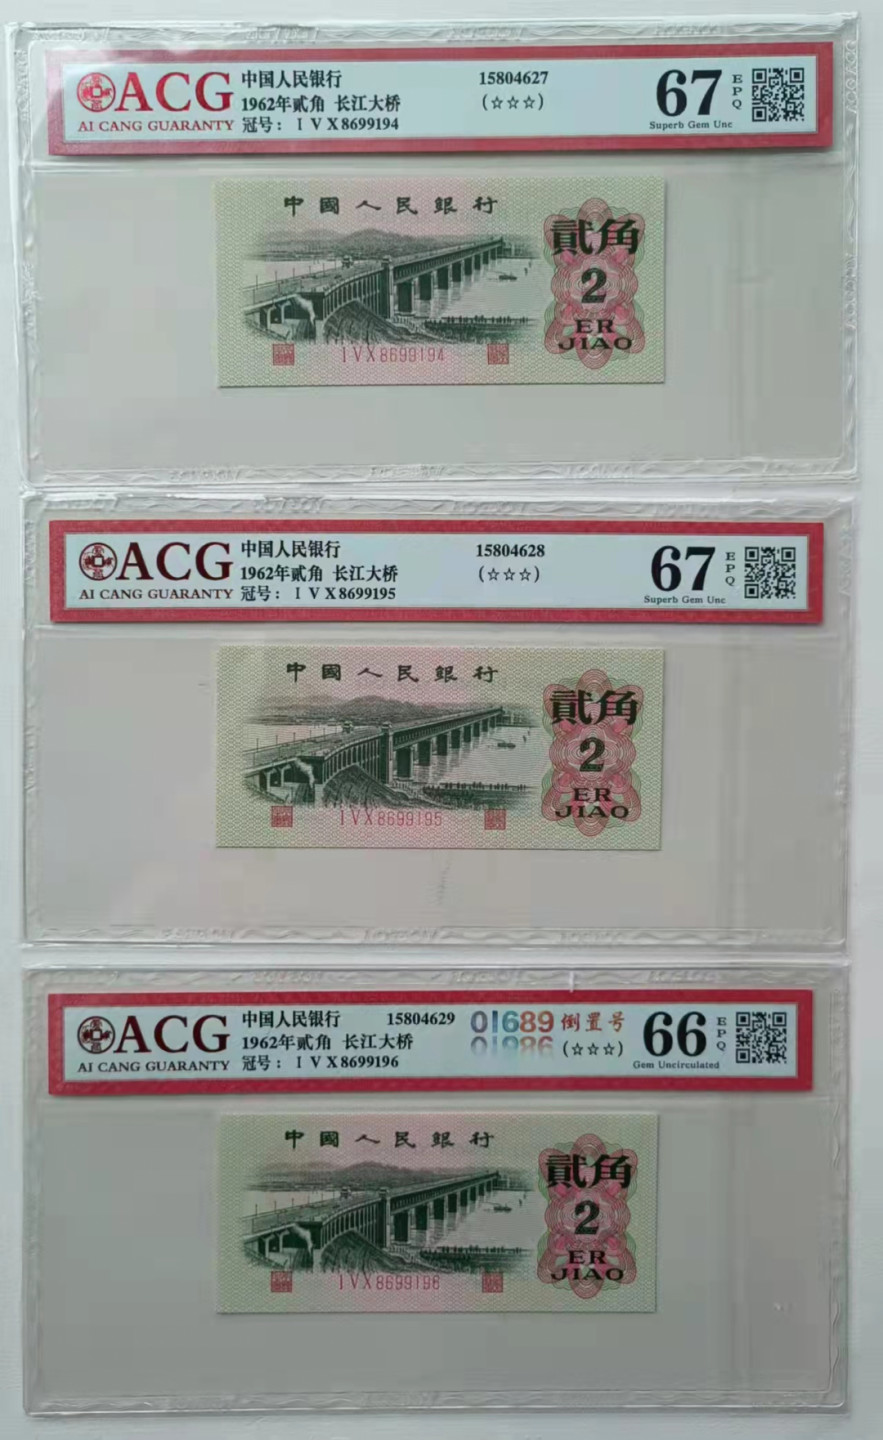 ACG
AI CANG GUARANTY
中国人民银行
1962年贰角 长江大桥
冠号：ⅠⅤⅩ8699194
15804627
(☆☆☆)
67
EPQ
Superb Gem Unc
中國人民銀行
貳角
2
ER
JIAO
ⅠⅤⅩ8699194
ACG
AI CANG GUARANTY
中国人民银行
1962年贰角 长江大桥
冠号：ⅠⅤⅩ8699195
15804628
(☆☆☆)
67
EPQ
Superb Gem Unc
中國人民銀行
貳角
2
ER
JIAO
ⅠⅤⅩ8699195
ACG
AI CANG GUARANTY
中国人民银行
1962年贰角 长江大桥
冠号：ⅠⅤⅩ8699196
15804629
01689 倒置号
(☆☆☆)
66
EPQ
Gem Uncirculated
中國人民銀行
貳角
2
ER
JIAO
ⅠⅤⅩ8699196